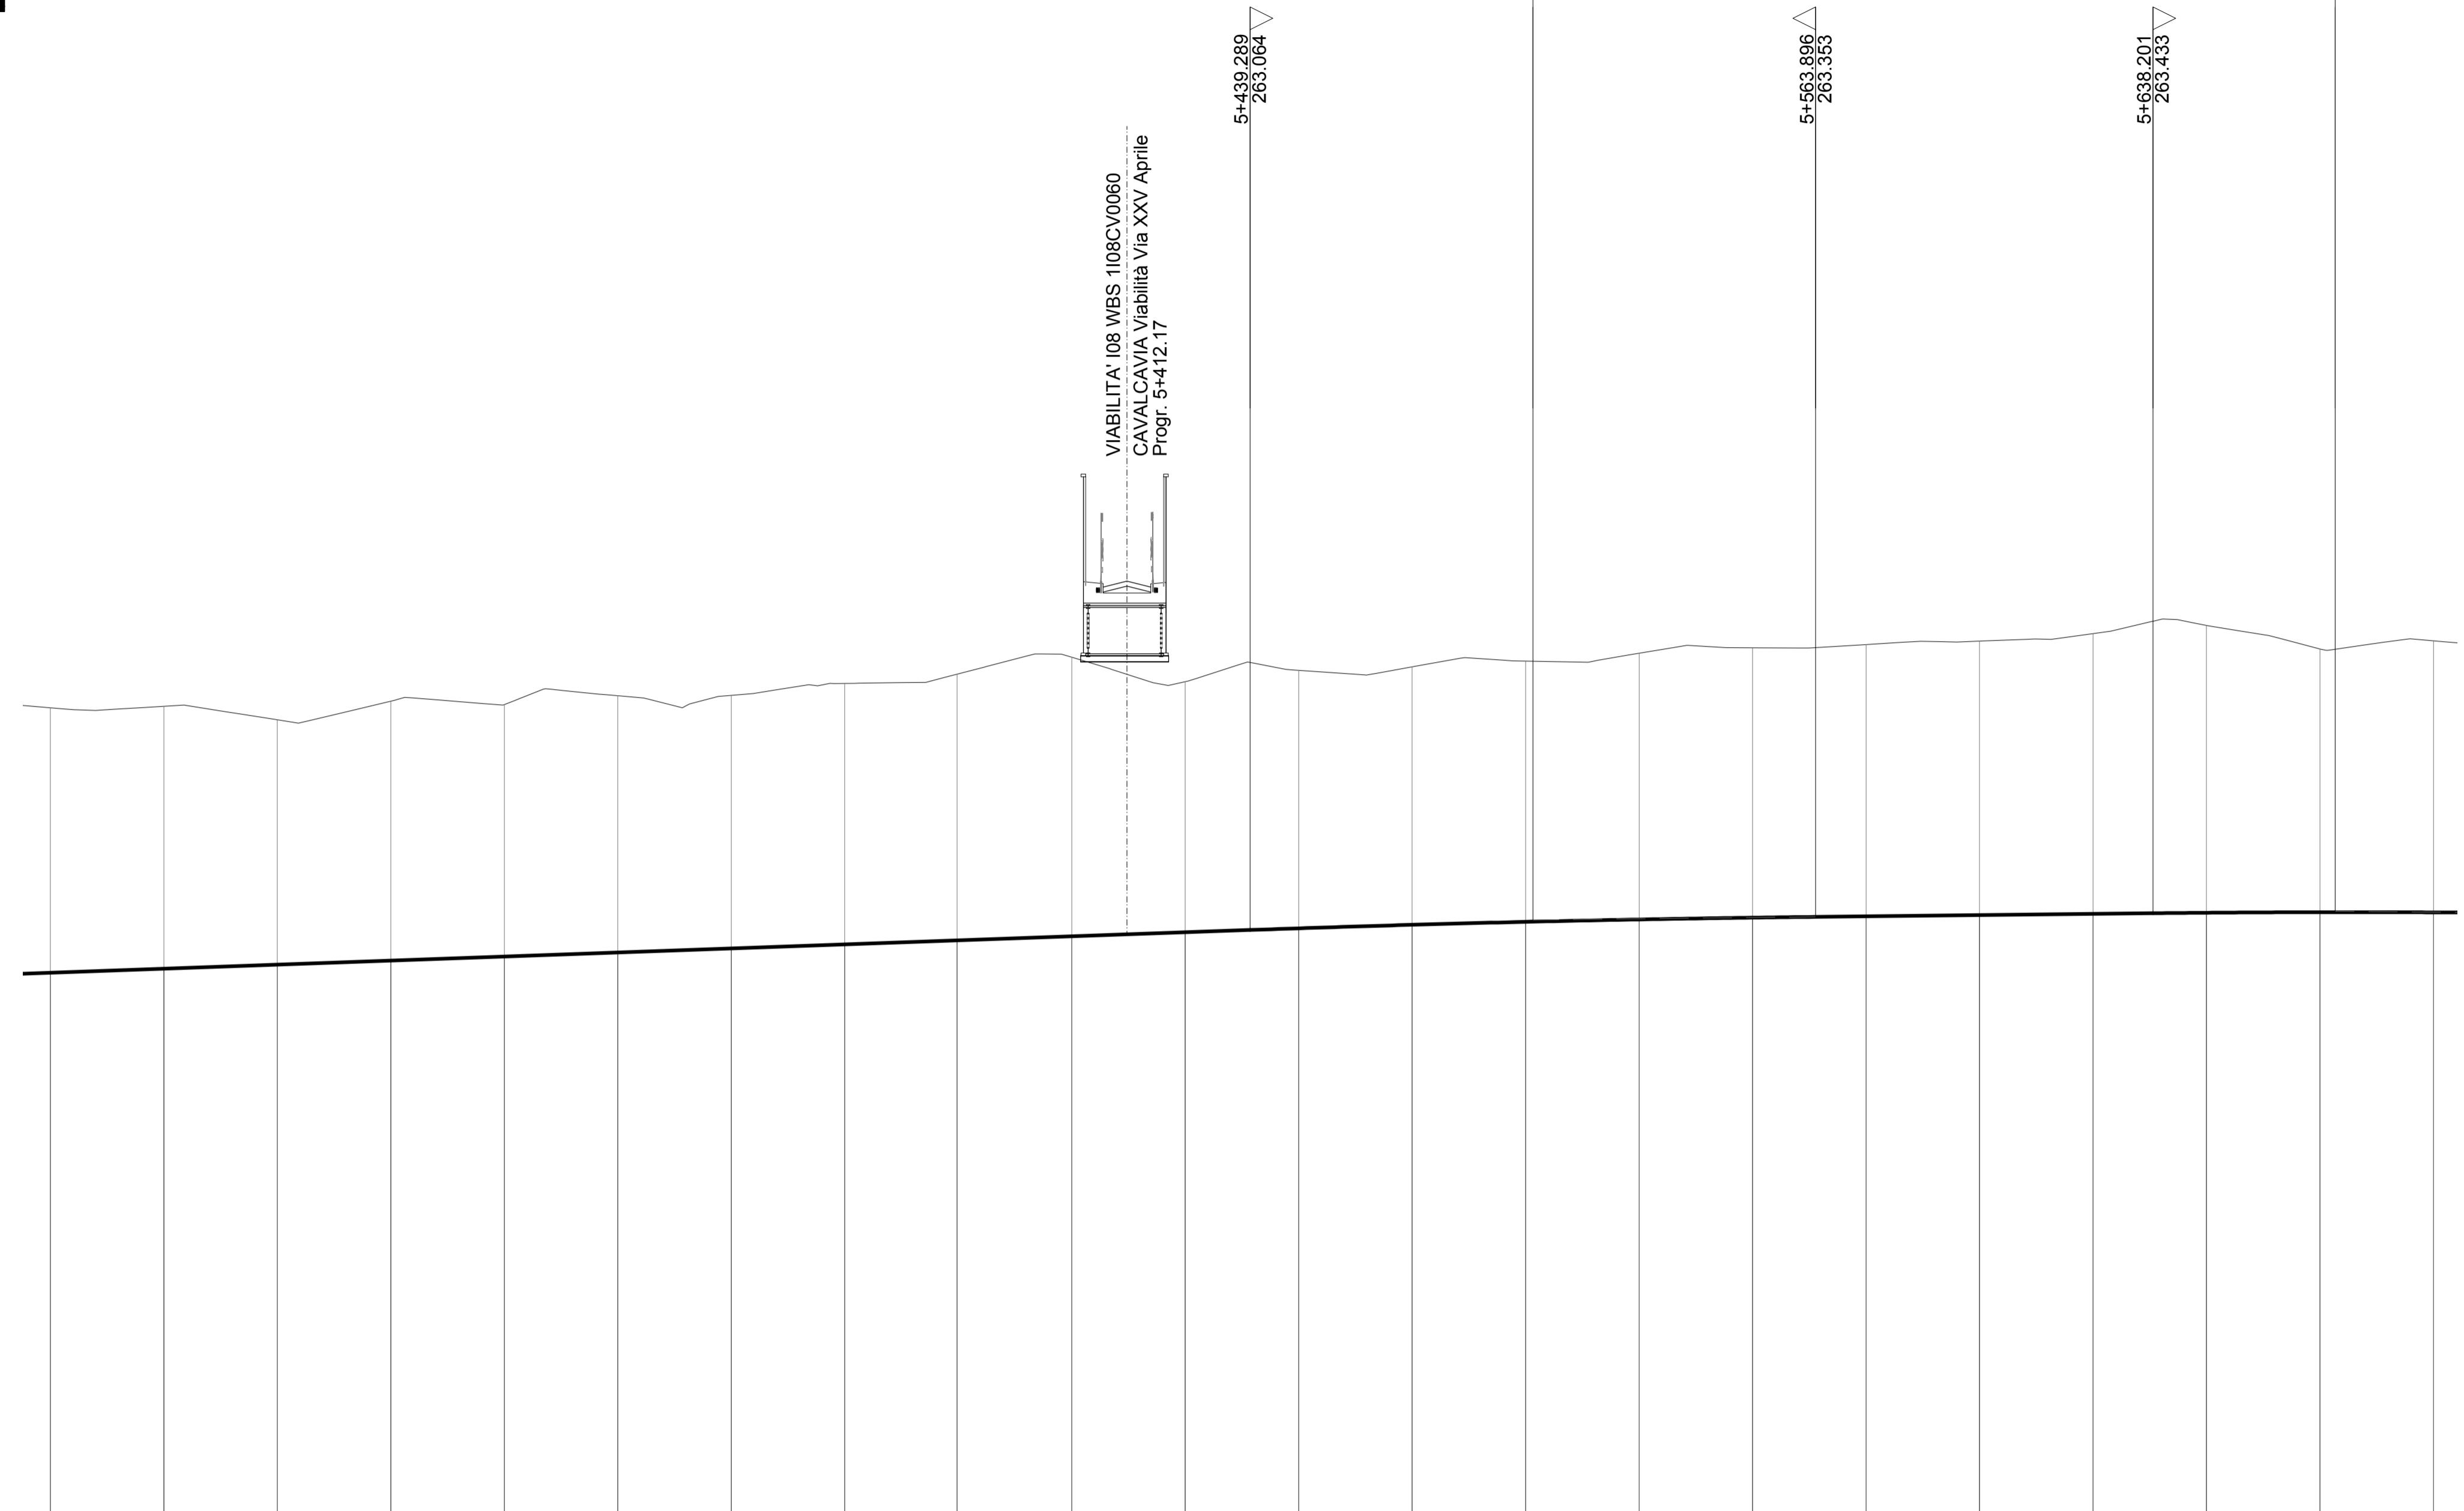 VIABILITA' I08 WBS 1I08CV0060
CAVALCAVIA Viabilità Via XXV Aprile
Progr. 5+412.17
5+439.289
263.064
5+563.896
263.353
5+638.201
263.433